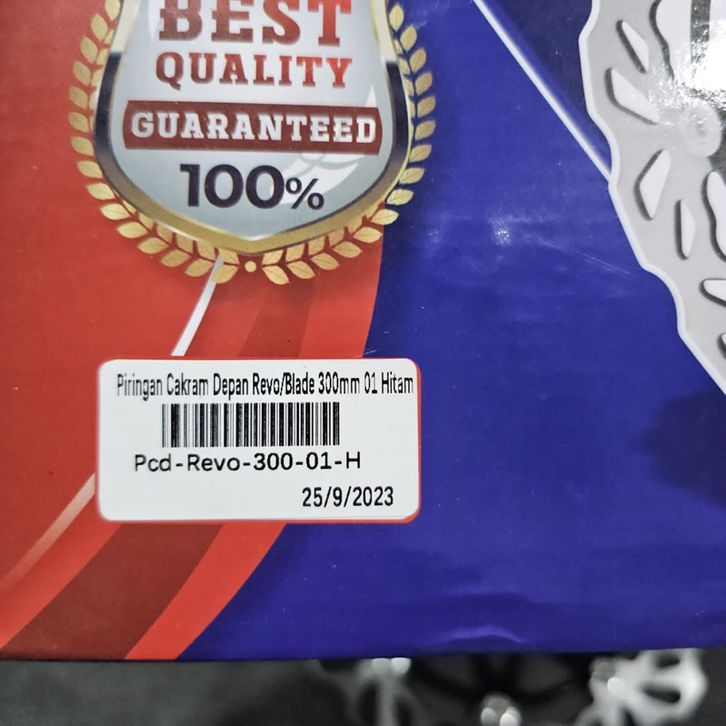 BEST
QUALITY
GUARANTEED
100%
Piringan Cakram Depan Revo/Blade 300mm 01 Hitam
Pcd-Revo-300-01-H
25/9/2023